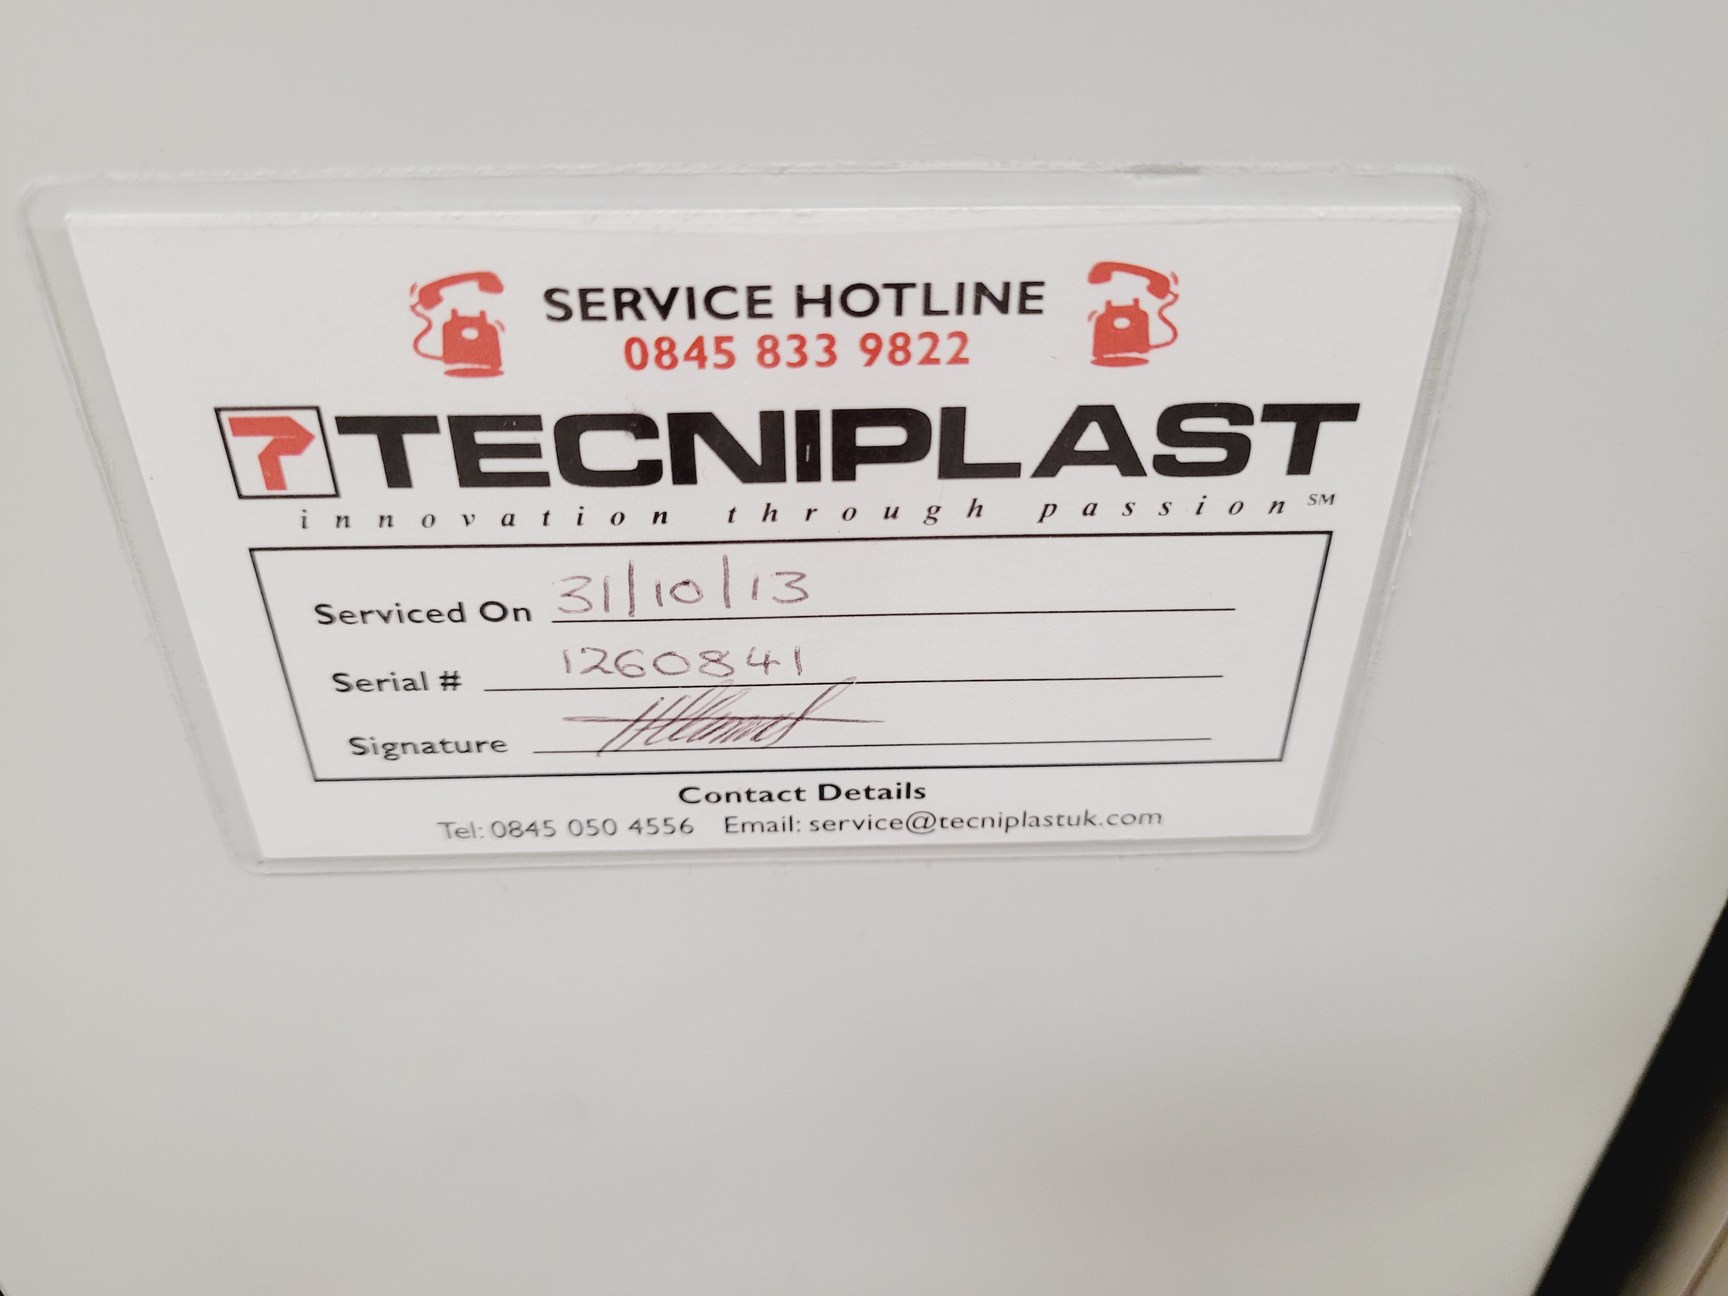 SERVICE HOTLINE
0845 833 9822
TECNIPLAST
innovation through passion SM
Serviced On 31/10/13
Serial # 1260841
Signature
Contact Details
Tel: 0845 050 4556 Email: service@tecniplastuk.com